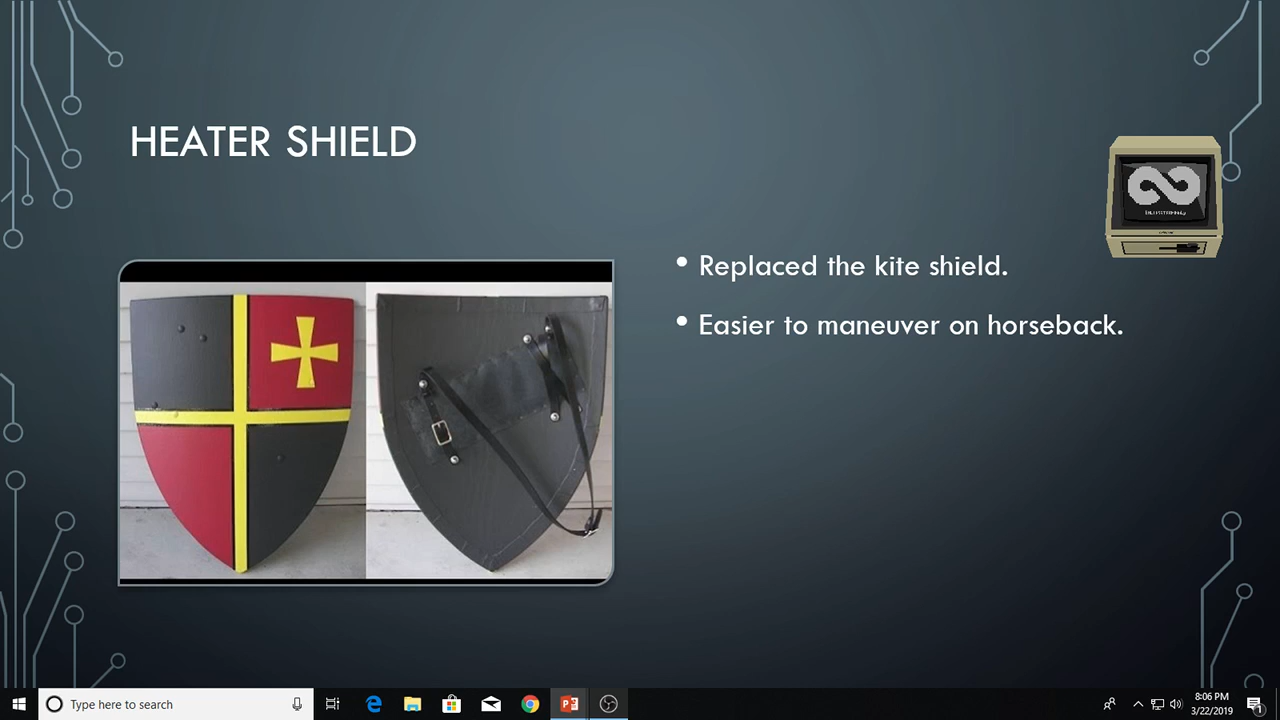 HEATER SHIELD
• Replaced the kite shield.
• Easier to maneuver on horseback.
Type here to search
8:06 PM
3/22/2019
1